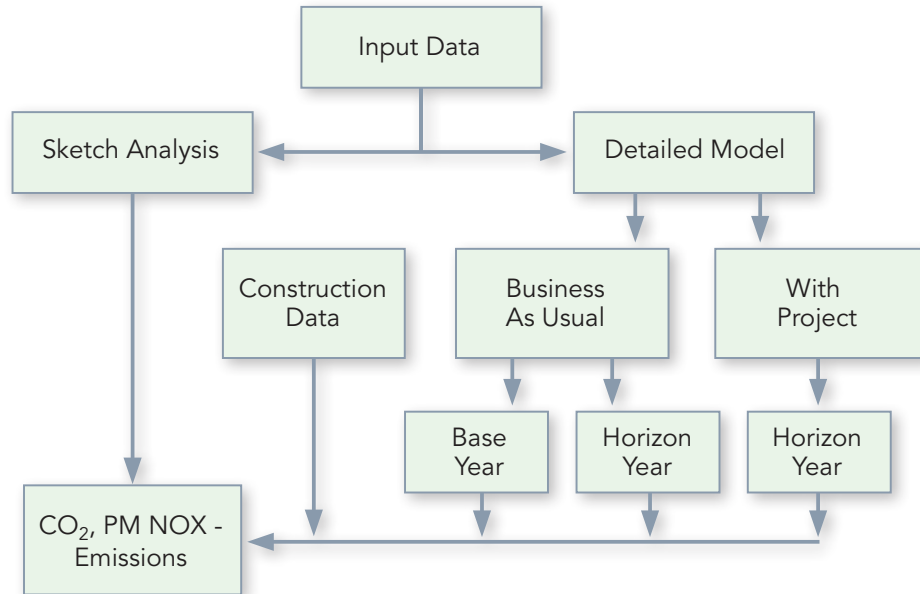 Input Data
Sketch Analysis
Detailed Model
Construction
Data
Business
As Usual
With
Project
Base
Year
Horizon
Year
Horizon
Year
CO₂, PM NOX -
Emissions